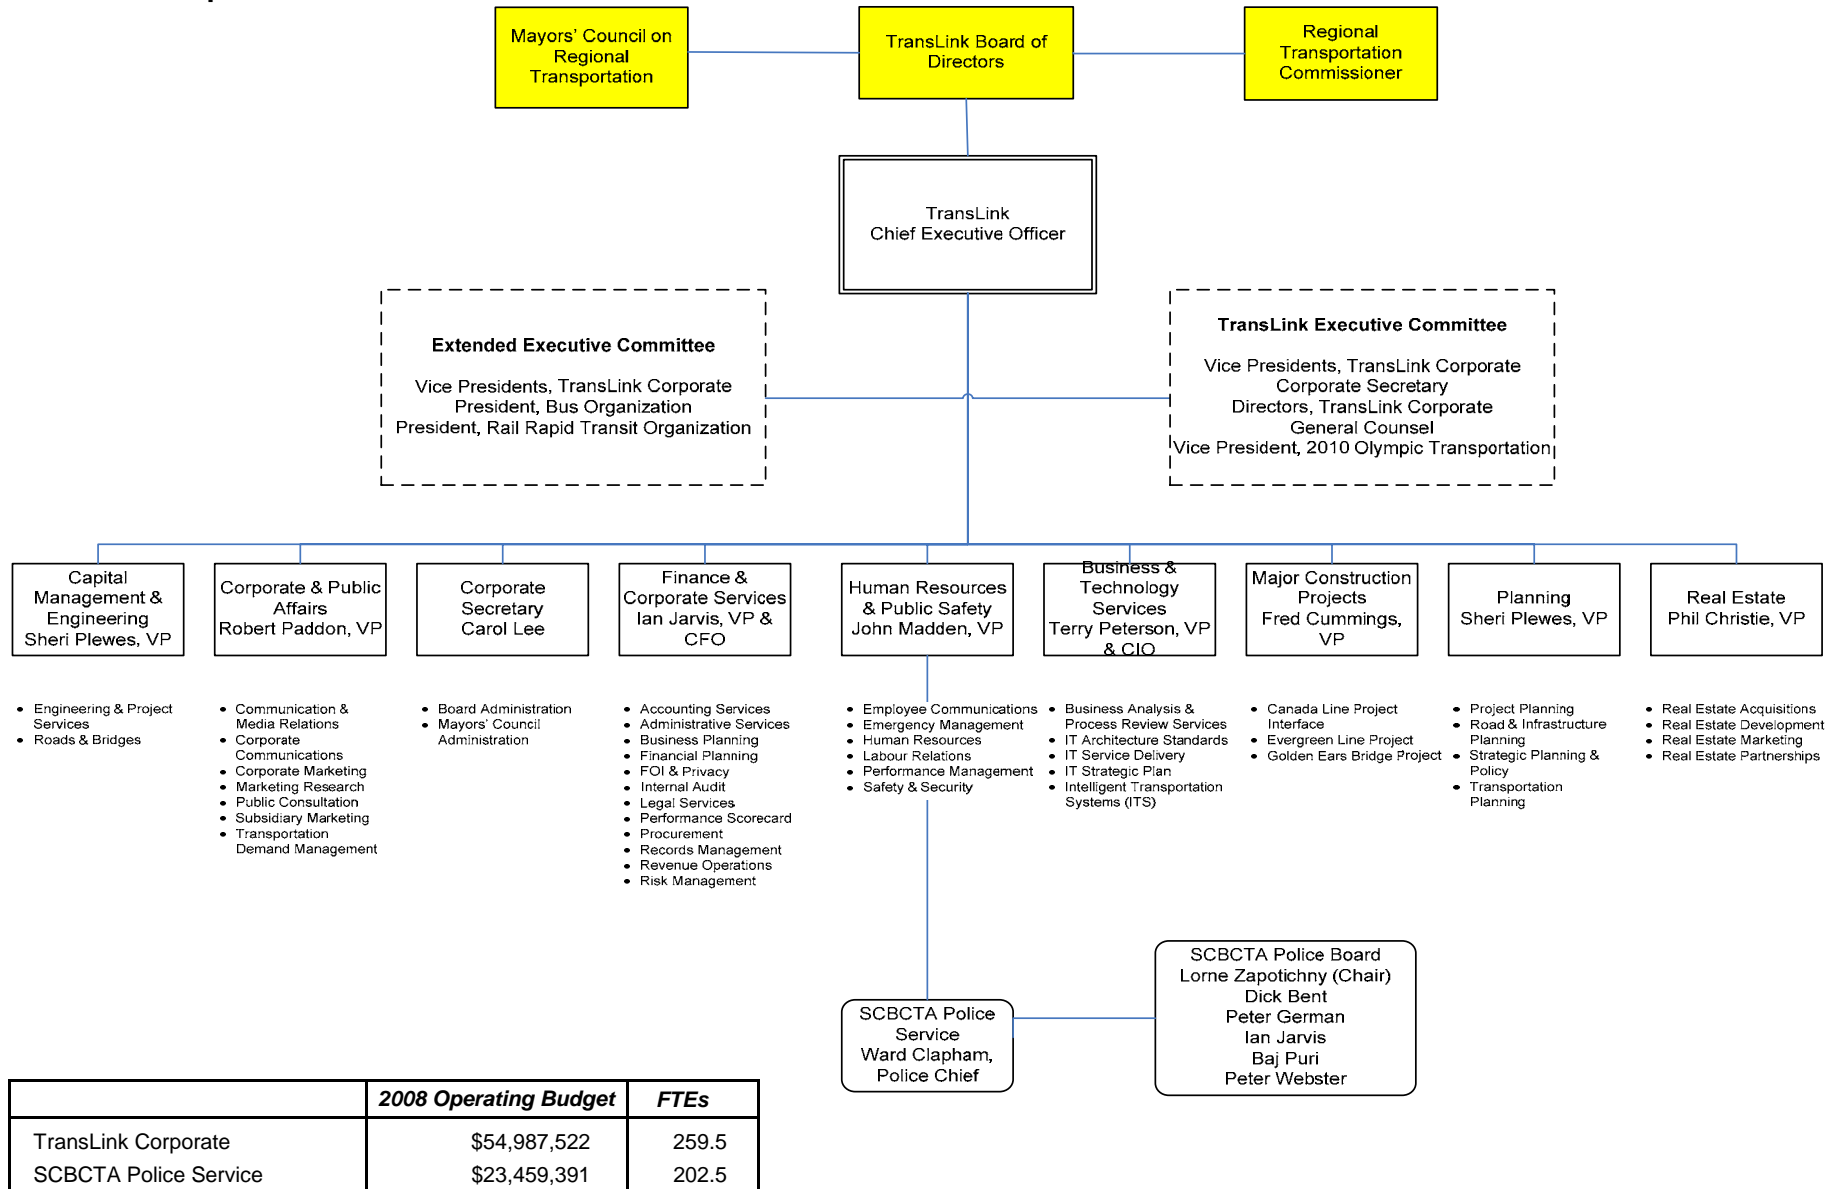 Mayors' Council on
Regional
Transportation
TransLink Board of
Directors
Regional
Transportation
Commissioner
TransLink
Chief Executive Officer
Extended Executive Committee
Vice Presidents, TransLink Corporate
President, Bus Organization
President, Rail Rapid Transit Organization
TransLink Executive Committee
Vice Presidents, TransLink Corporate
Corporate Secretary
Directors, TransLink Corporate
General Counsel
Vice President, 2010 Olympic Transportation
Capital
Management &
Engineering
Sheri Plewes, VP
Corporate & Public
Affairs
Robert Paddon, VP
Corporate
Secretary
Carol Lee
Finance &
Corporate Services
Ian Jarvis, VP &
CFO
Human Resources
& Public Safety
John Madden, VP
Business &
Technology
Services
Terry Peterson, VP
& CIO
Major Construction
Projects
Fred Cummings,
VP
Planning
Sheri Plewes, VP
Real Estate
Phil Christie, VP
• Engineering & Project
Services
• Roads & Bridges
• Communication &
Media Relations
• Corporate
Communications
• Corporate Marketing
• Marketing Research
• Public Consultation
• Subsidiary Marketing
• Transportation
Demand Management
• Board Administration
• Mayors' Council
Administration
• Accounting Services
• Administrative Services
• Business Planning
• Financial Planning
• FOI & Privacy
• Internal Audit
• Legal Services
• Performance Scorecard
• Procurement
• Records Management
• Revenue Operations
• Risk Management
• Employee Communications
• Emergency Management
• Human Resources
• Labour Relations
• Performance Management
• Safety & Security
• Business Analysis &
Process Review Services
• IT Architecture Standards
• IT Service Delivery
• IT Strategic Plan
• Intelligent Transportation
Systems (ITS)
• Canada Line Project
Interface
• Evergreen Line Project
• Golden Ears Bridge Project
• Project Planning
• Road & Infrastructure
Planning
• Strategic Planning &
Policy
• Transportation
Planning
• Real Estate Acquisitions
• Real Estate Development
• Real Estate Marketing
• Real Estate Partnerships
SCBCTA Police
Service
Ward Clapham,
Police Chief
SCBCTA Police Board
Lorne Zapotichny (Chair)
Dick Bent
Peter German
Ian Jarvis
Baj Puri
Peter Webster
2008 Operating Budget FTEs
TransLink Corporate $54,987,522 259.5
SCBCTA Police Service $23,459,391 202.5